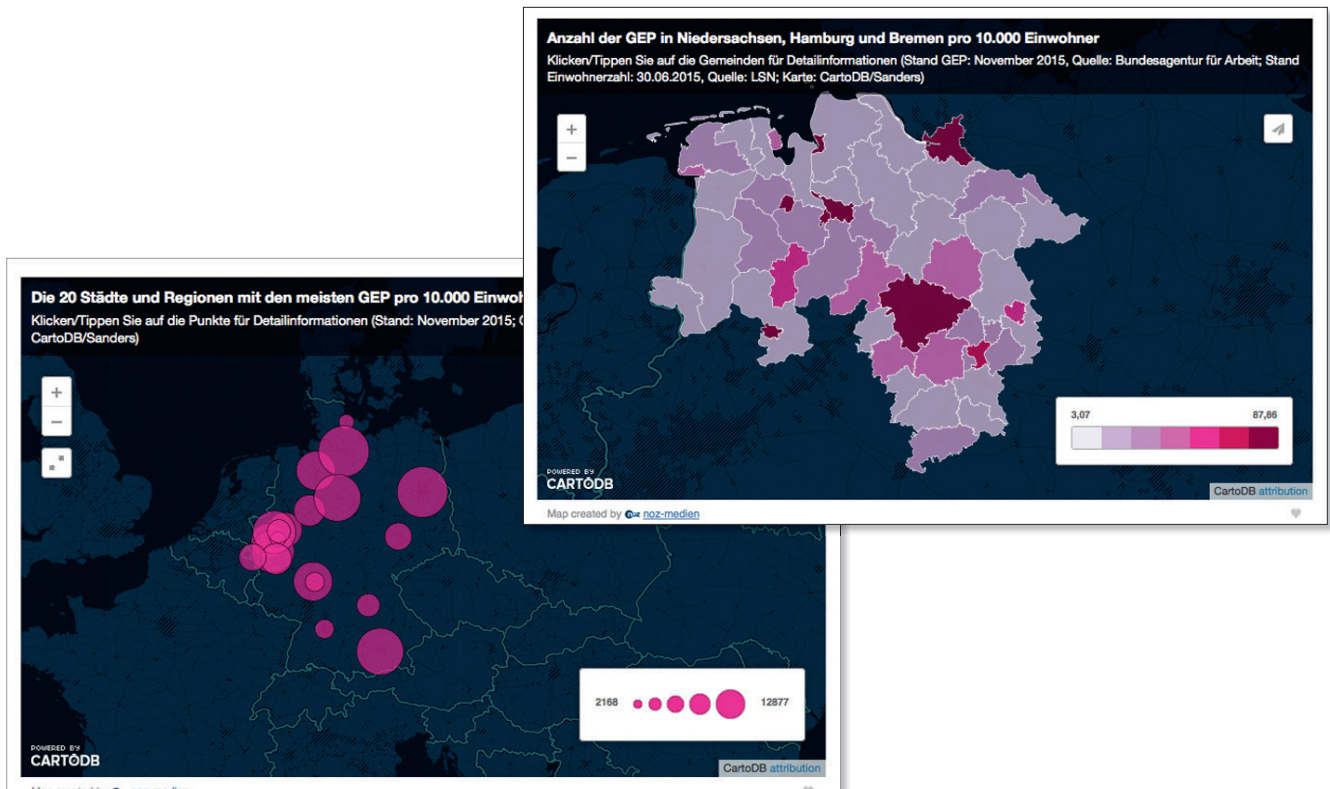 Anzahl der GEP in Niedersachsen, Hamburg und Bremen pro 10.000 Einwohner
Klicken/Tippen Sie auf die Gemeinden für Detailinformationen (Stand GEP: November 2015, Quelle: Bundesagentur für Arbeit; Stand
Einwohnerzahl: 30.06.2015, Quelle: LSN; Karte: CartoDB/Sanders)
+
−
3,07 87,86
POWERED BY
CARTODB
CartoDB attribution
Map created by noz noz-medien
Die 20 Städte und Regionen mit den meisten GEP pro 10.000
Klicken/Tippen Sie auf die Punkte für Detailinformationen (Stand: November 2015;
CartoDB/Sanders)
+
−
2168 12877
POWERED BY
CARTODB
CartoDB attribution